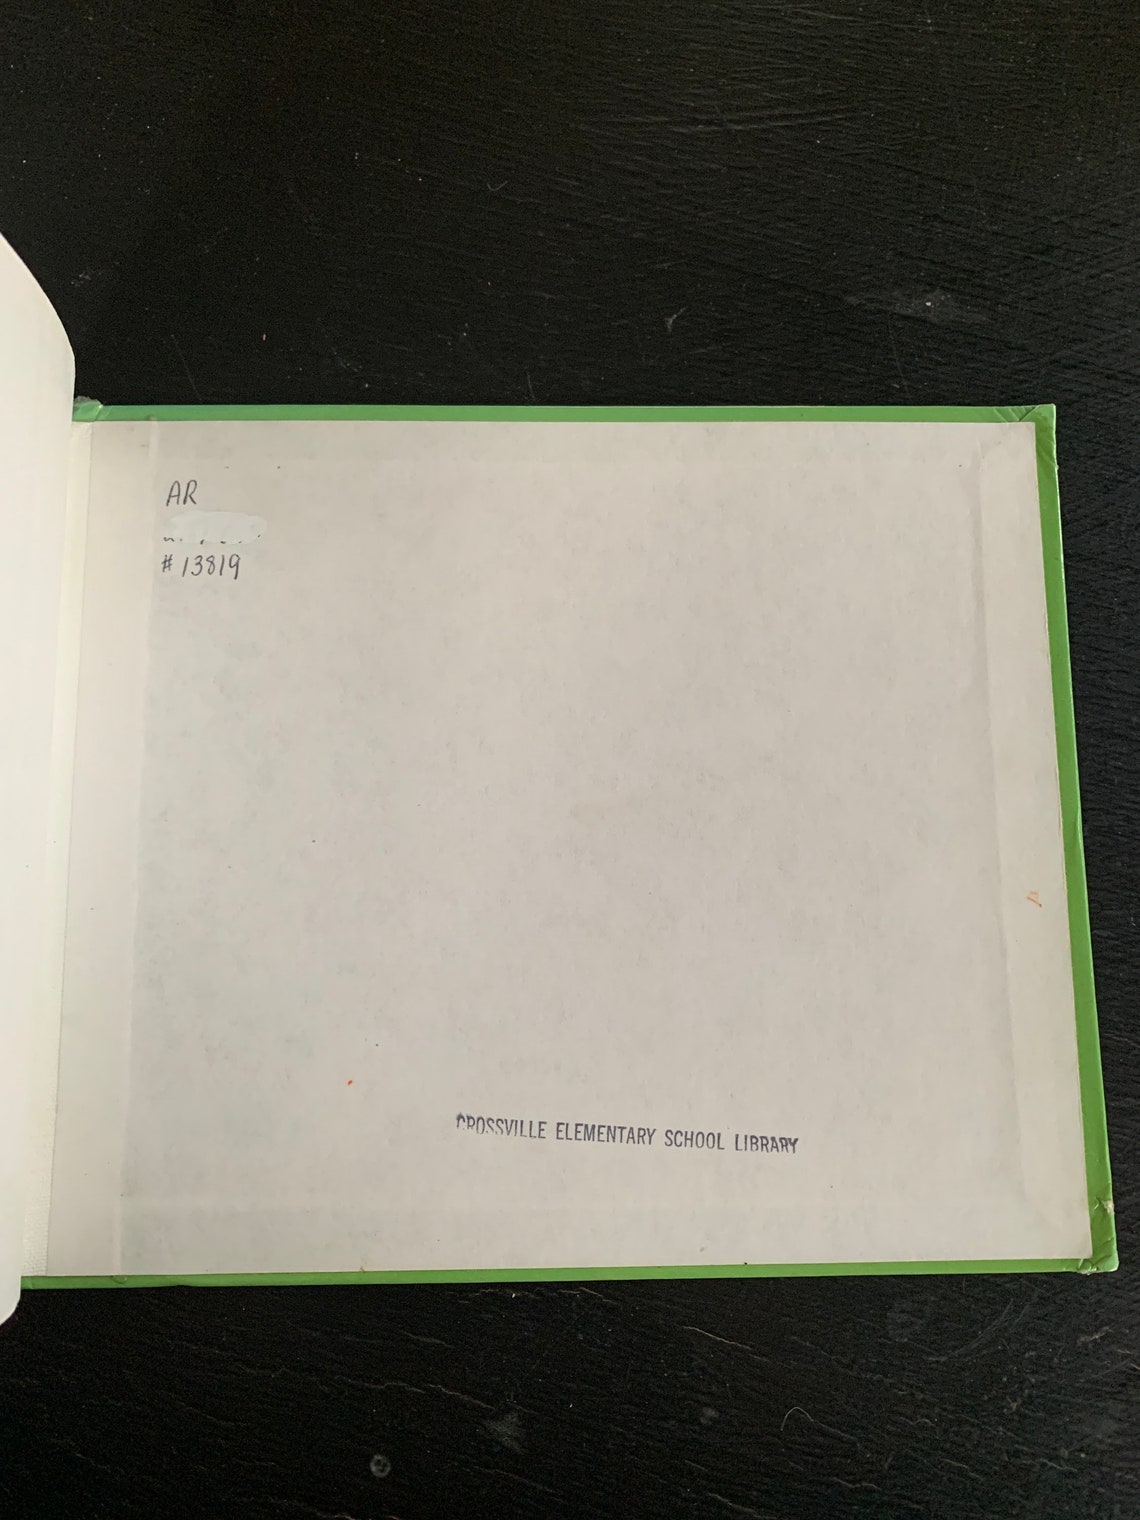 AR
#13819
CROSSVILLE ELEMENTARY SCHOOL LIBRARY